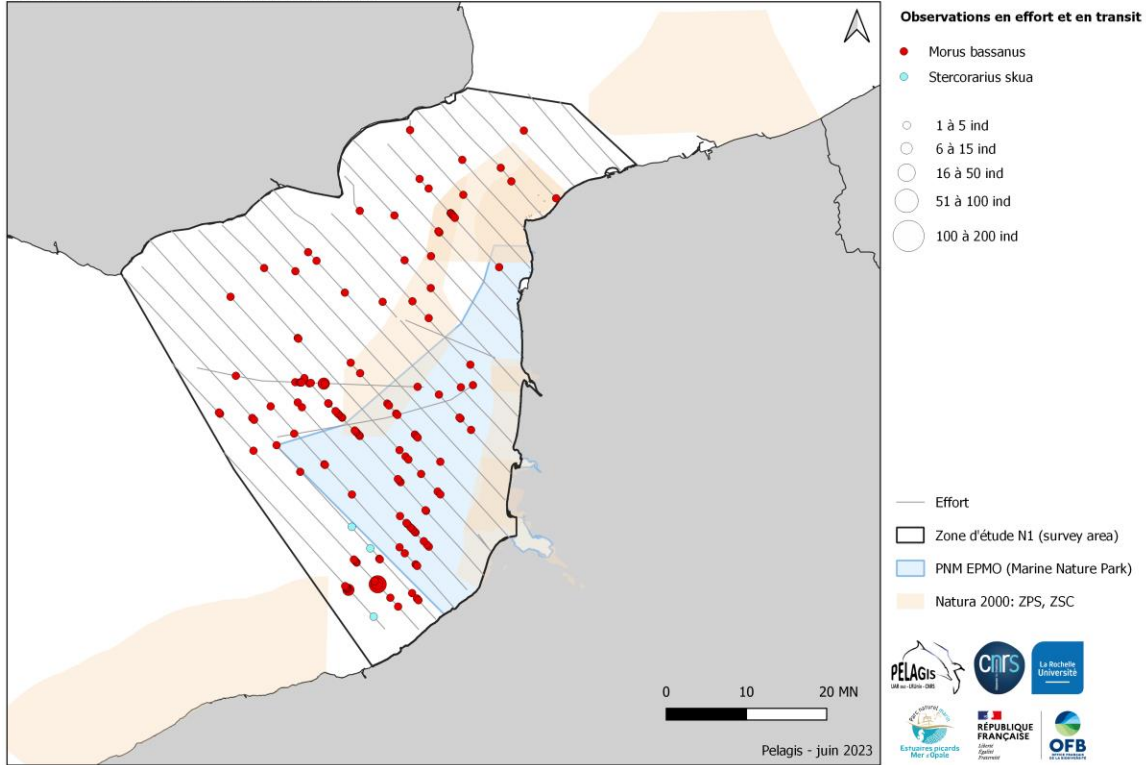 Observations en effort et en transit
Morus bassanus
Stercorarius skua
1 à 5 ind
6 à 15 ind
16 à 50 ind
51 à 100 ind
100 à 200 ind
Effort
Zone d'étude N1 (survey area)
PNM EPMO (Marine Nature Park)
Natura 2000: ZPS, ZSC
0 10 20 MN
Pelagis - juin 2023
PELAGIS
cnrs
La Rochelle
Université
Parc naturel marin
Estuaires picards
Mer d'Opale
RÉPUBLIQUE
FRANÇAISE
Liberté
Égalité
Fraternité
OFB